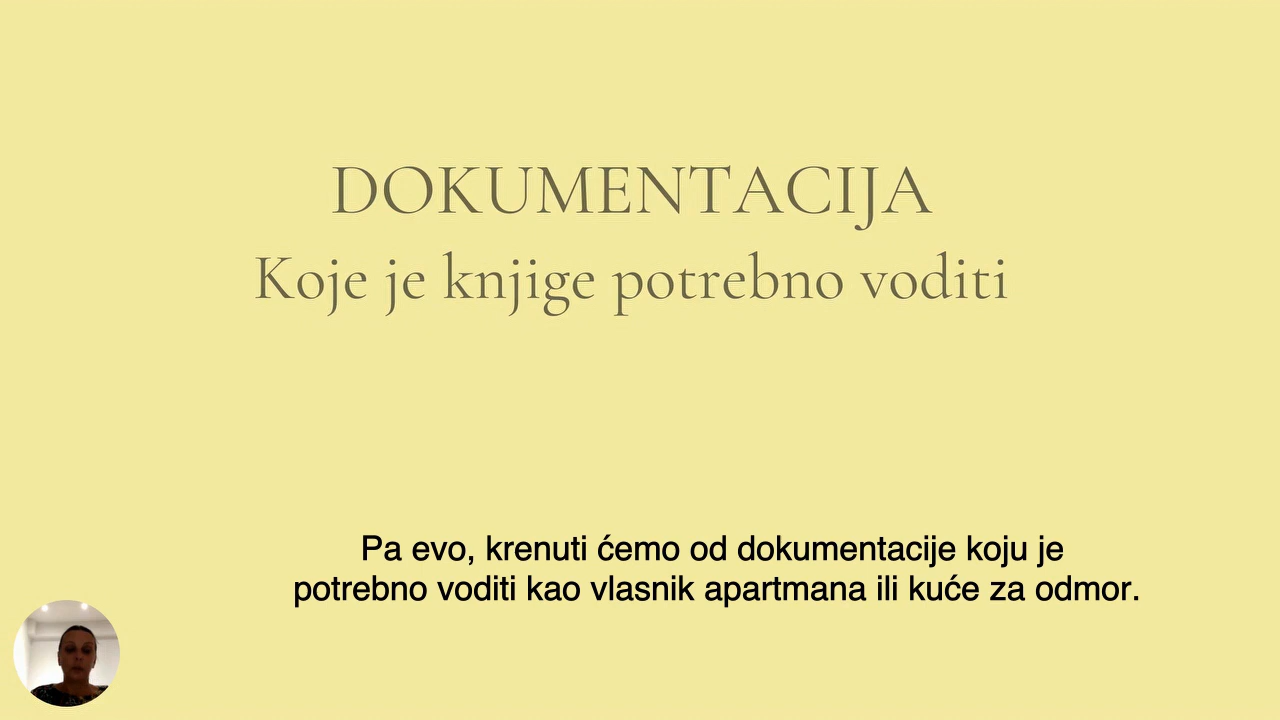 DOKUMENTACIJA
Koje je knjige potrebno voditi
Pa evo, krenuti ćemo od dokumentacije koju je
potrebno voditi kao vlasnik apartmana ili kuće za odmor.